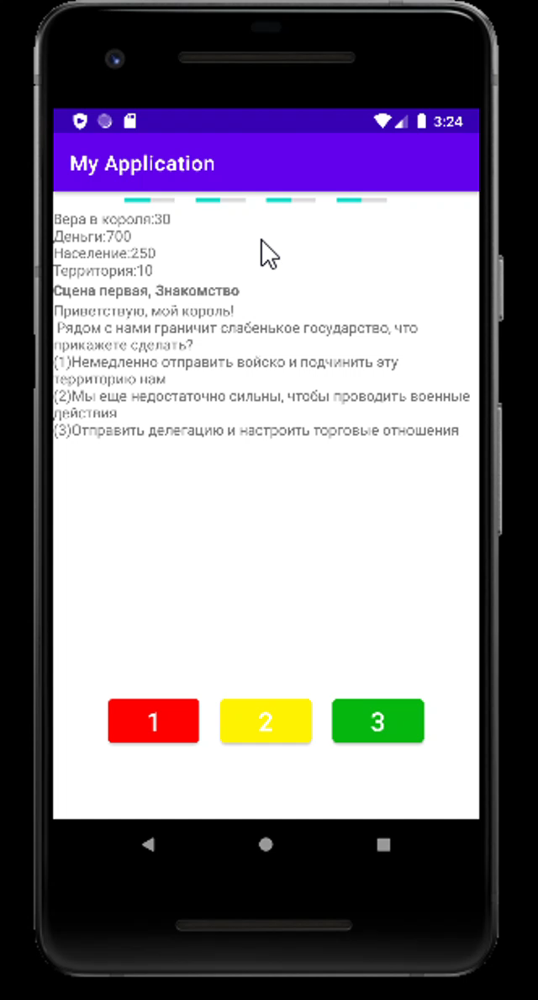 3:24
My Application
Вера в короля:30
Деньги:700
Население:250
Территория:10
Сцена первая, Знакомство
Приветствую, мой король!
Рядом с нами граничит слабенькое государство, что
прикажете сделать?
(1)Немедленно отправить войско и подчинить эту
территорию нам
(2)Мы еще недостаточно сильны, чтобы проводить военные
действия
(3)Отправить делегацию и настроить торговые отношения
1 2 3